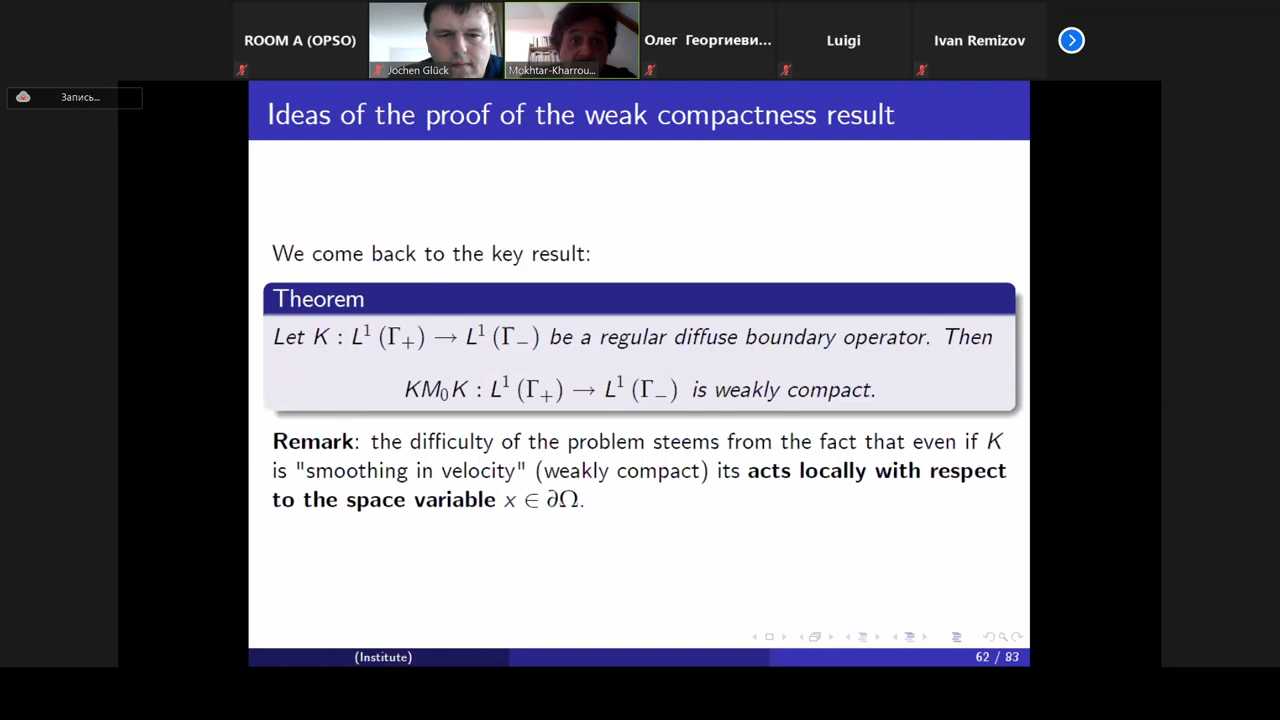 ROOM A (OPSO)
Jochen Glück
Mokhtar-Kharrou...
Олег Георгиеви...
Luigi
Ivan Remizov
Запись...
Ideas of the proof of the weak compactness result
We come back to the key result:
Theorem
Let K : L¹ (Γ₊) → L¹ (Γ₋) be a regular diffuse boundary operator. Then
KM₀K : L¹ (Γ₊) → L¹ (Γ₋) is weakly compact.
Remark: the difficulty of the problem steems from the fact that even if K
is "smoothing in velocity" (weakly compact) its acts locally with respect
to the space variable x ∈ ∂Ω.
(Institute)
62 / 83